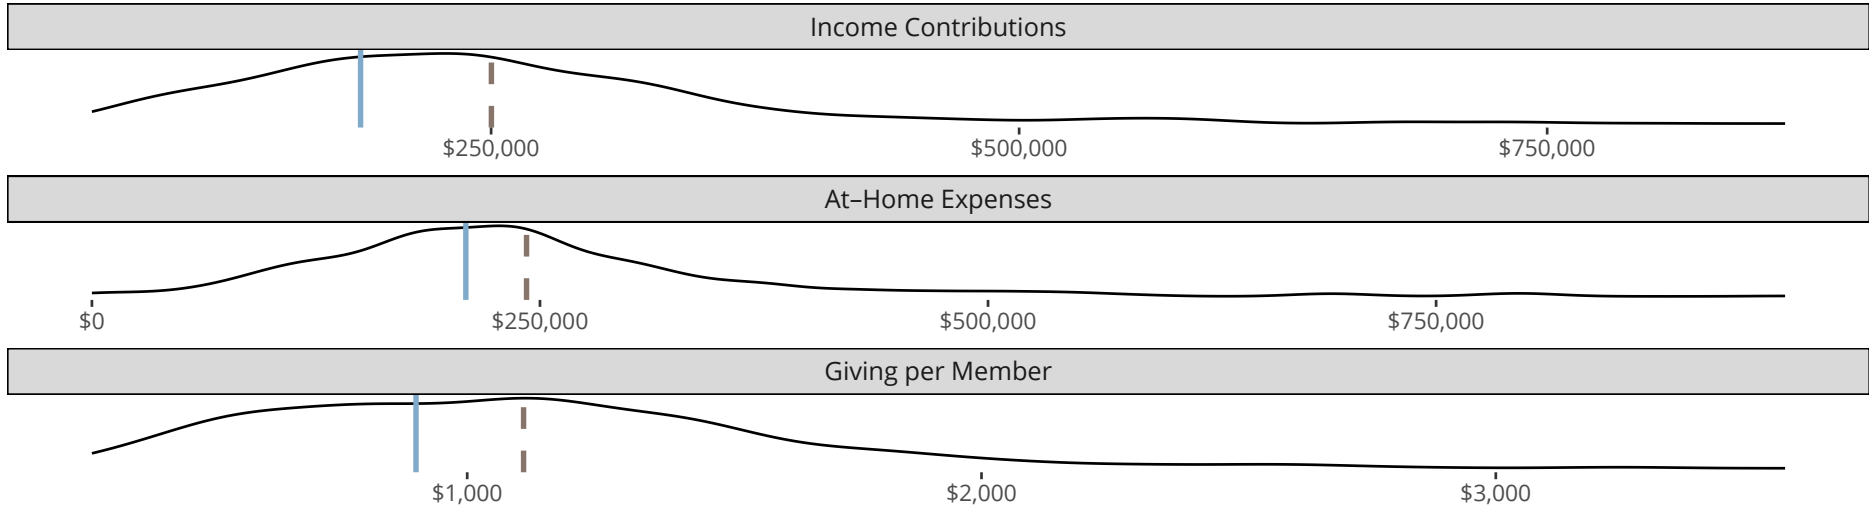 Income Contributions
$250,000 $500,000 $750,000
At–Home Expenses
$0 $250,000 $500,000 $750,000
Giving per Member
$1,000 $2,000 $3,000